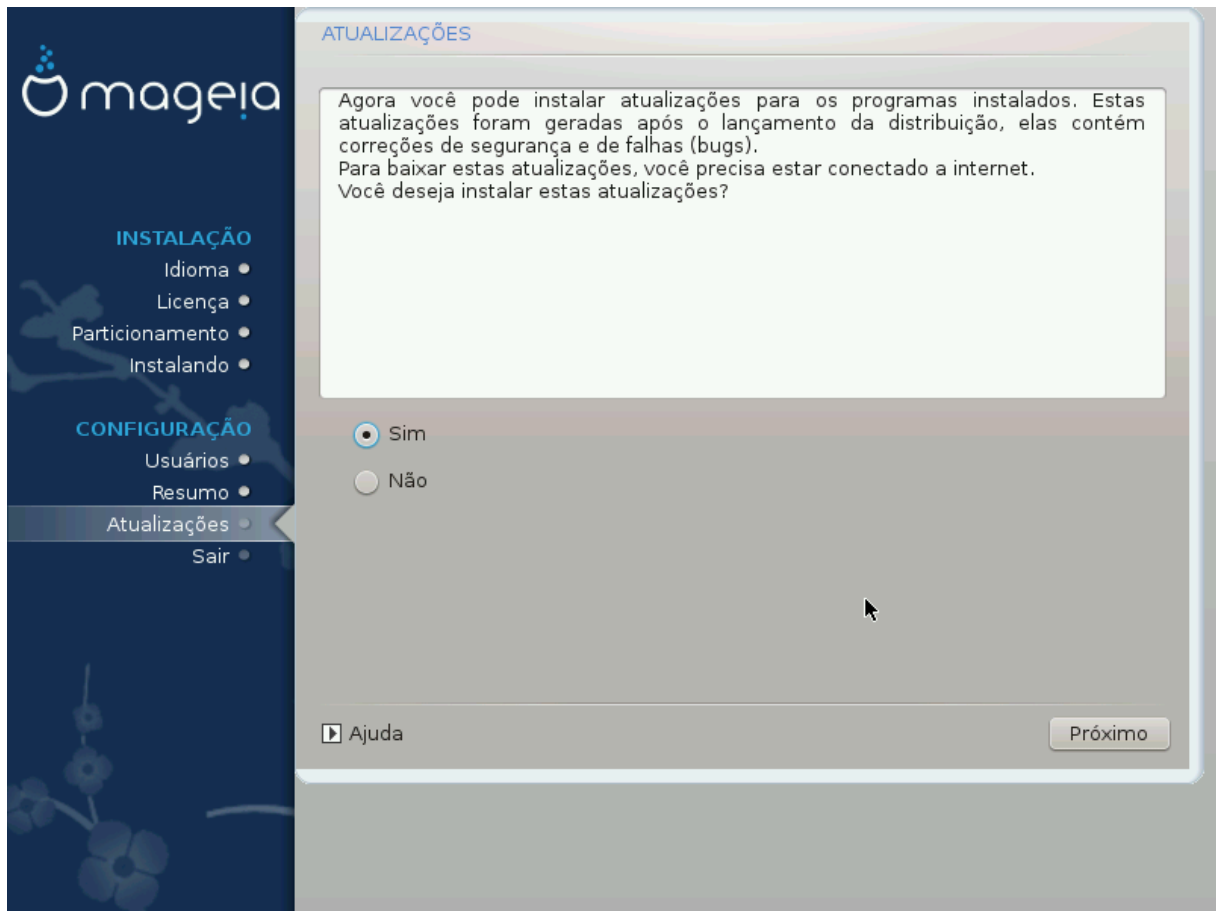 mageia
INSTALAÇÃO
Idioma
Licença
Particionamento
Instalando
CONFIGURAÇÃO
Usuários
Resumo
Atualizações
Sair
ATUALIZAÇÕES
Agora você pode instalar atualizações para os programas instalados. Estas
atualizações foram geradas após o lançamento da distribuição, elas contém
correções de segurança e de falhas (bugs).
Para baixar estas atualizações, você precisa estar conectado a internet.
Você deseja instalar estas atualizações?
Sim
Não
Ajuda
Próximo